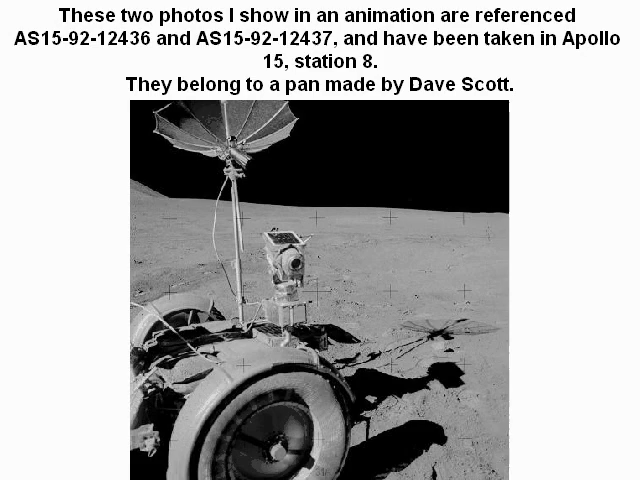 These two photos I show in an animation are referenced
AS15-92-12436 and AS15-92-12437, and have been taken in Apollo
15, station 8.
They belong to a pan made by Dave Scott.